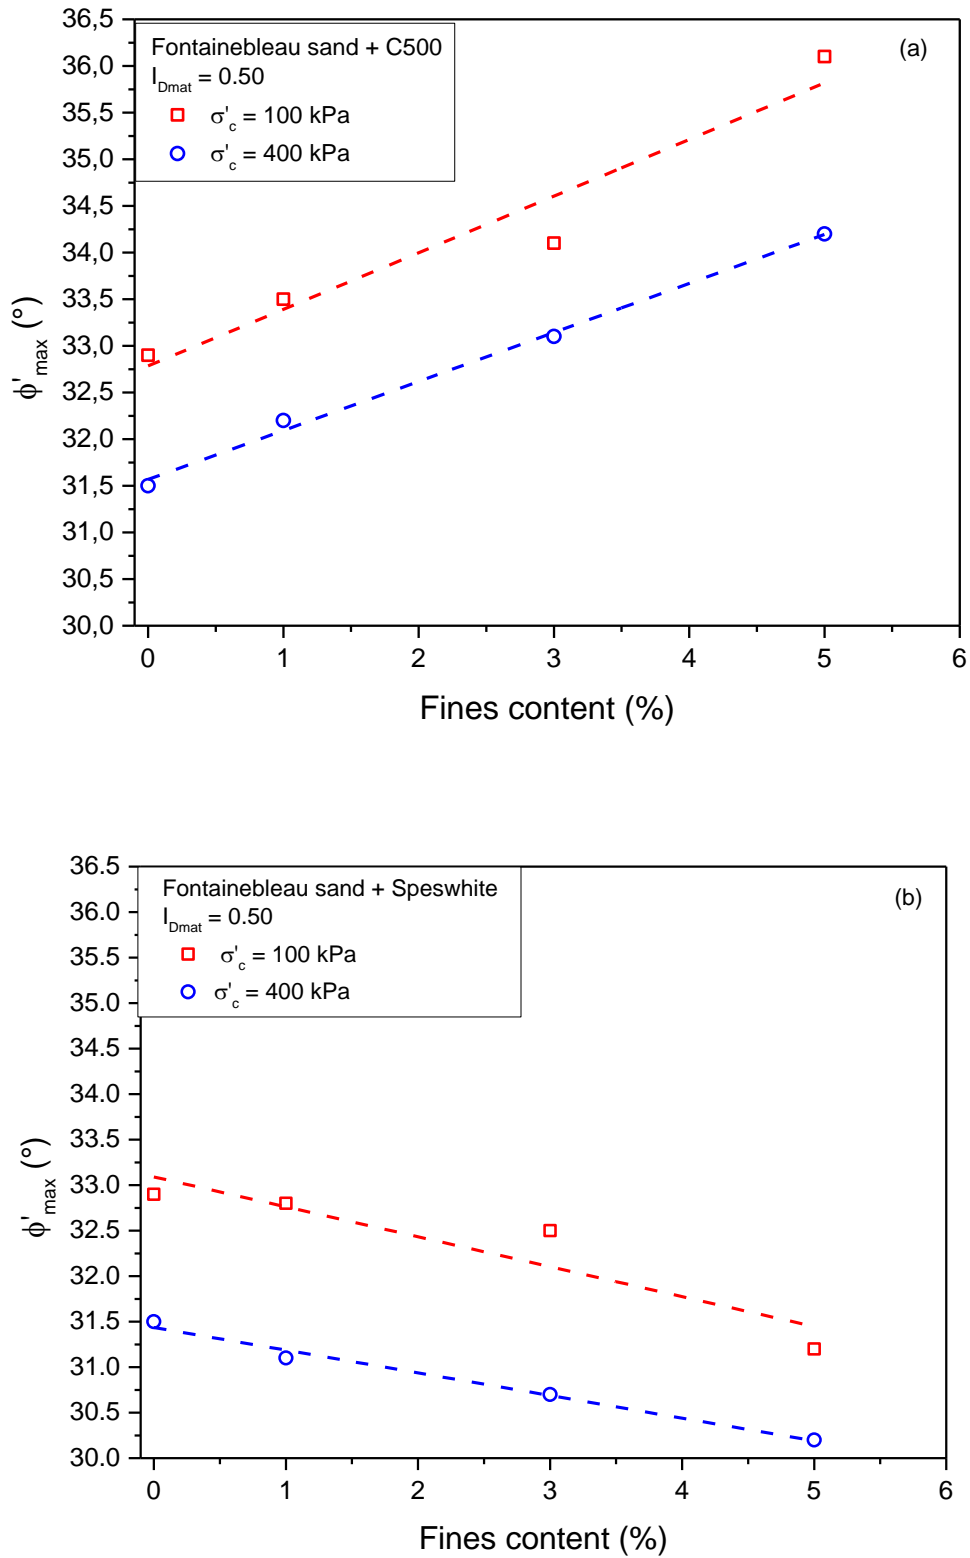 36,5
36,0
35,5
35,0
34,5
34,0
33,5
33,0
32,5
32,0
31,5
31,0
30,5
30,0
ϕ'max (°)
Fontainebleau sand + C500
IDmat = 0.50
σ'c = 100 kPa
σ'c = 400 kPa
(a)
0 1 2 3 4 5 6
Fines content (%)
36.5
36.0
35.5
35.0
34.5
34.0
33.5
33.0
32.5
32.0
31.5
31.0
30.5
30.0
ϕ'max (°)
Fontainebleau sand + Speswhite
IDmat = 0.50
σ'c = 100 kPa
σ'c = 400 kPa
(b)
0 1 2 3 4 5 6
Fines content (%)